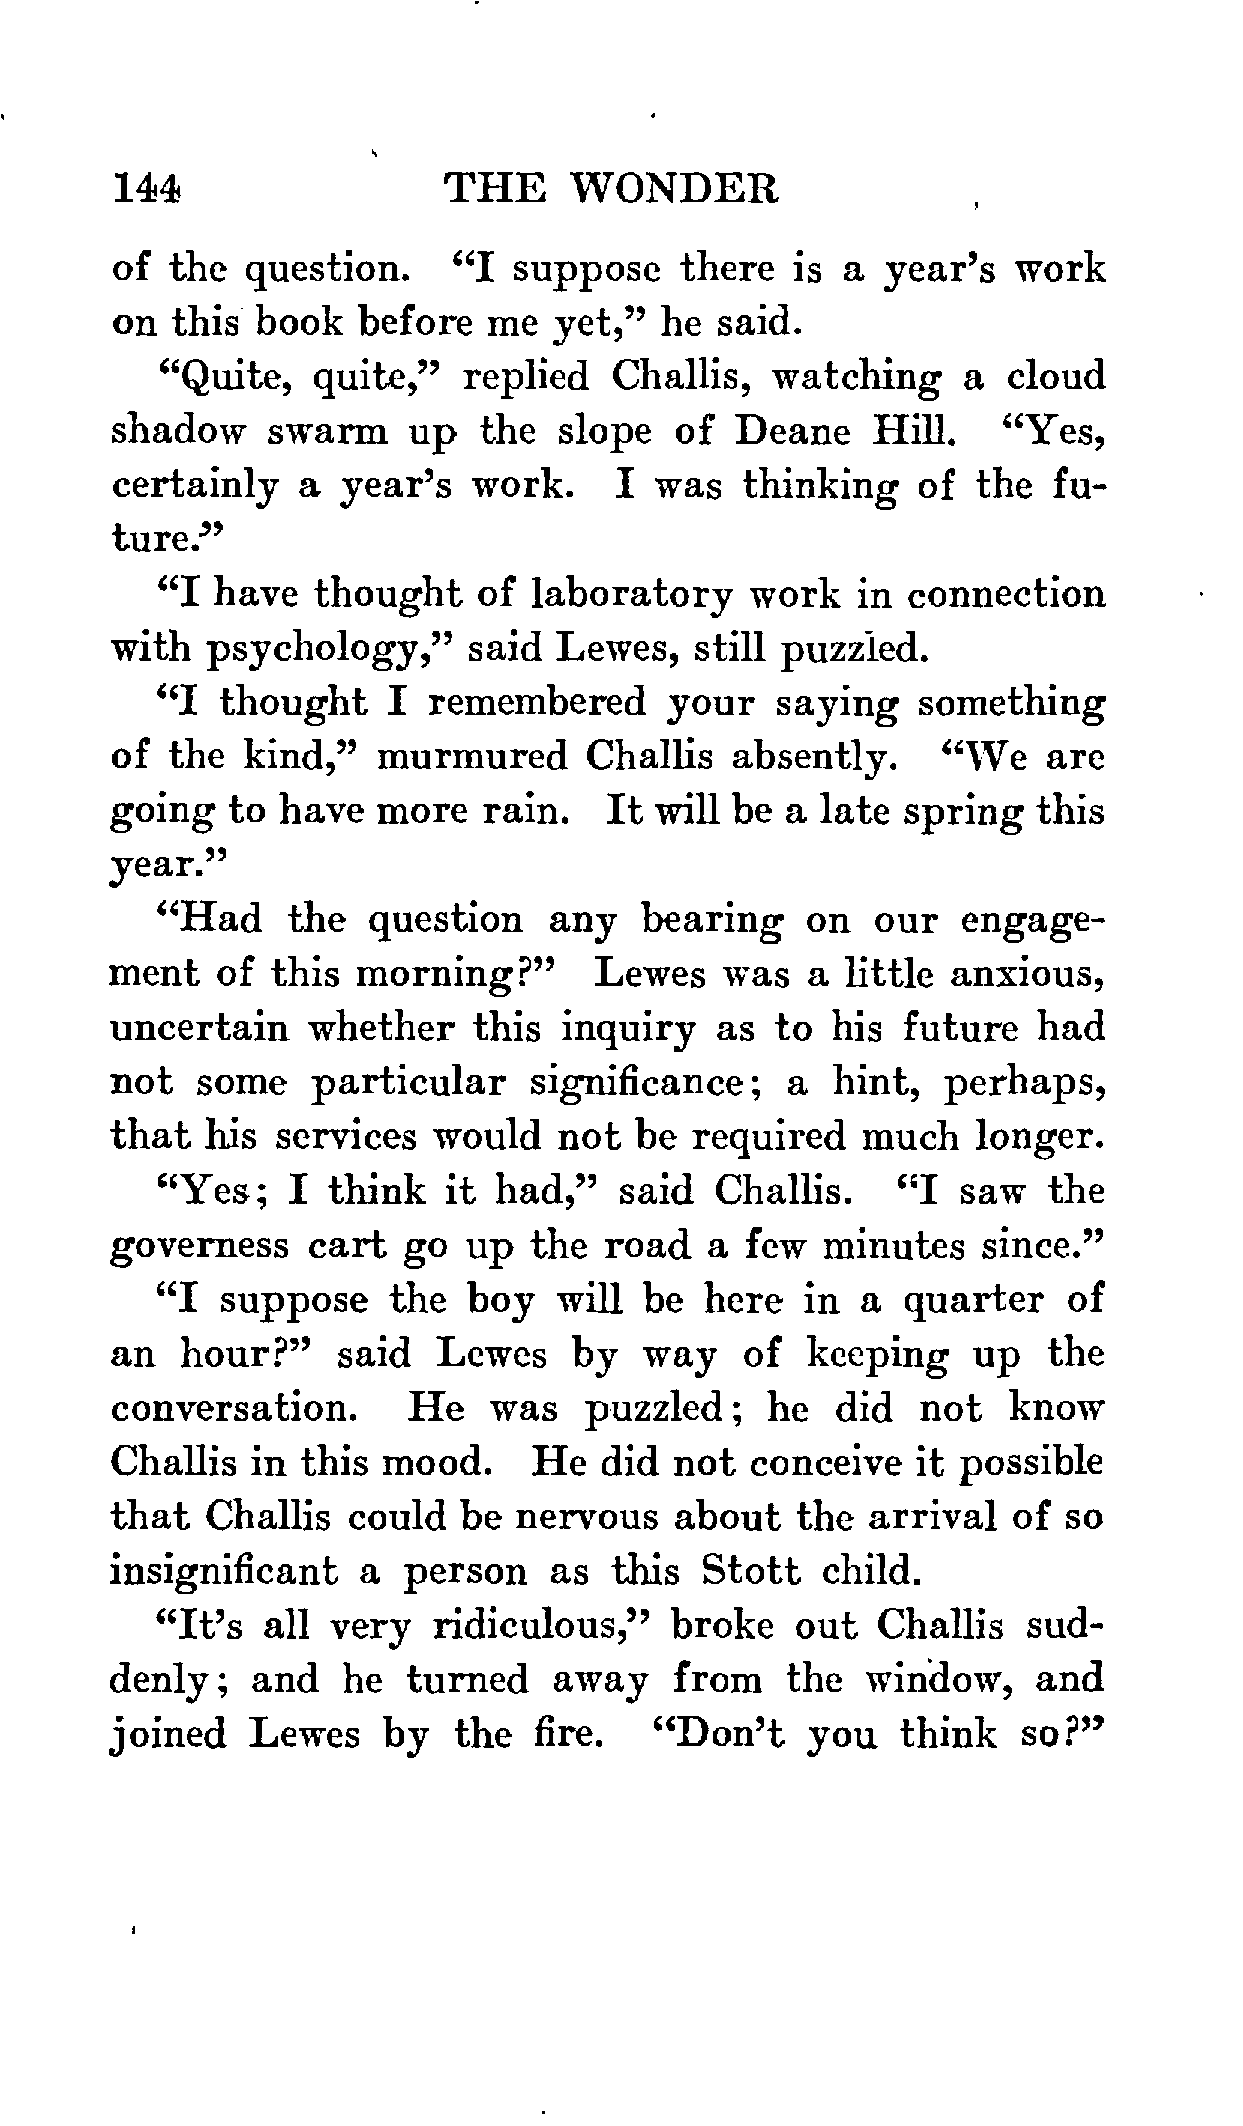 144 THE WONDER
of the question. “I suppose there is a year’s work
on this book before me yet,” he said.
“Quite, quite,” replied Challis, watching a cloud
shadow swarm up the slope of Deane Hill. “Yes,
certainly a year’s work. I was thinking of the fu-
ture.”
“I have thought of laboratory work in connection
with psychology,” said Lewes, still puzzled.
“I thought I remembered your saying something
of the kind,” murmured Challis absently. “We are
going to have more rain. It will be a late spring this
year.”
“Had the question any bearing on our engage-
ment of this morning?” Lewes was a little anxious,
uncertain whether this inquiry as to his future had
not some particular significance; a hint, perhaps,
that his services would not be required much longer.
“Yes; I think it had,” said Challis. “I saw the
governess cart go up the road a few minutes since.”
“I suppose the boy will be here in a quarter of
an hour?” said Lewes by way of keeping up the
conversation. He was puzzled; he did not know
Challis in this mood. He did not conceive it possible
that Challis could be nervous about the arrival of so
insignificant a person as this Stott child.
“It’s all very ridiculous,” broke out Challis sud-
denly; and he turned away from the window, and
joined Lewes by the fire. “Don’t you think so?”